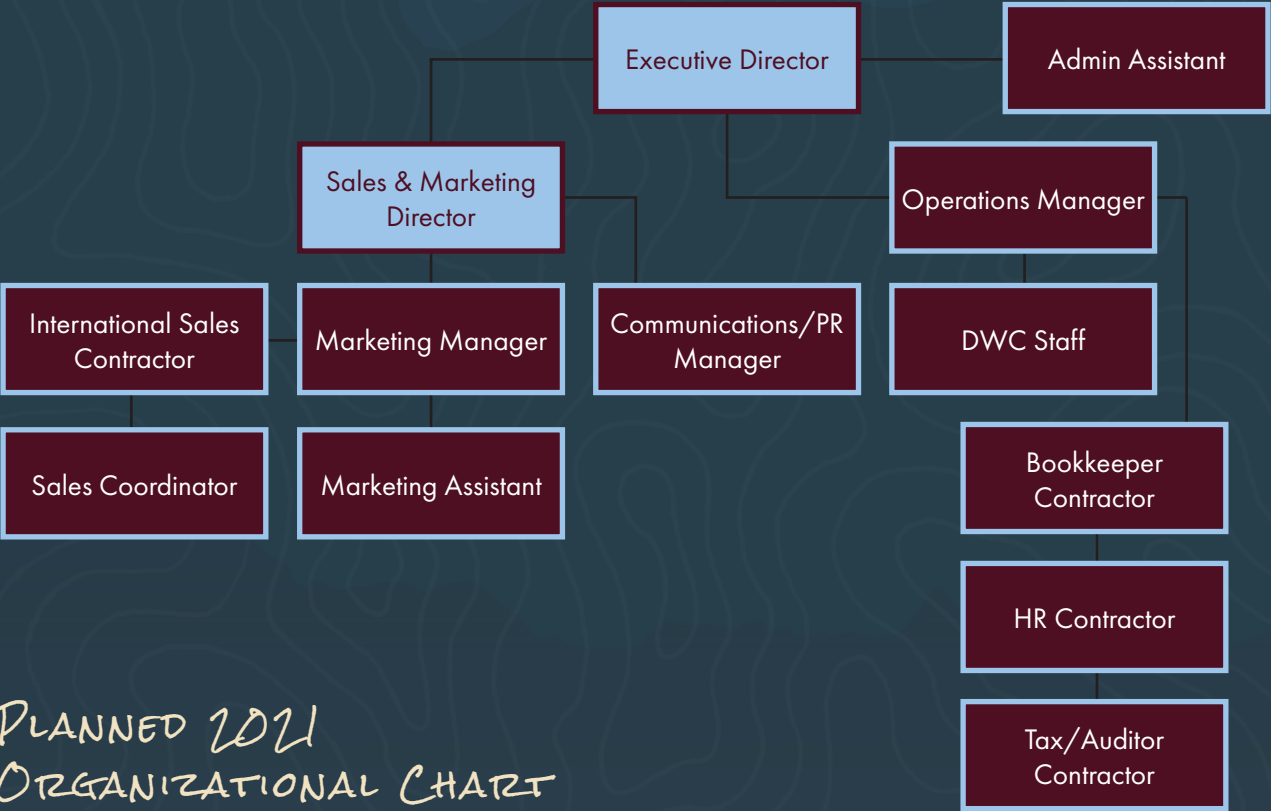 Executive Director
Admin Assistant
Sales & Marketing
Director
Operations Manager
International Sales
Contractor
Marketing Manager
Communications/PR
Manager
DWC Staff
Sales Coordinator
Marketing Assistant
Bookkeeper
Contractor
HR Contractor
Tax/Auditor
Contractor
Planned 2021
Organizational Chart